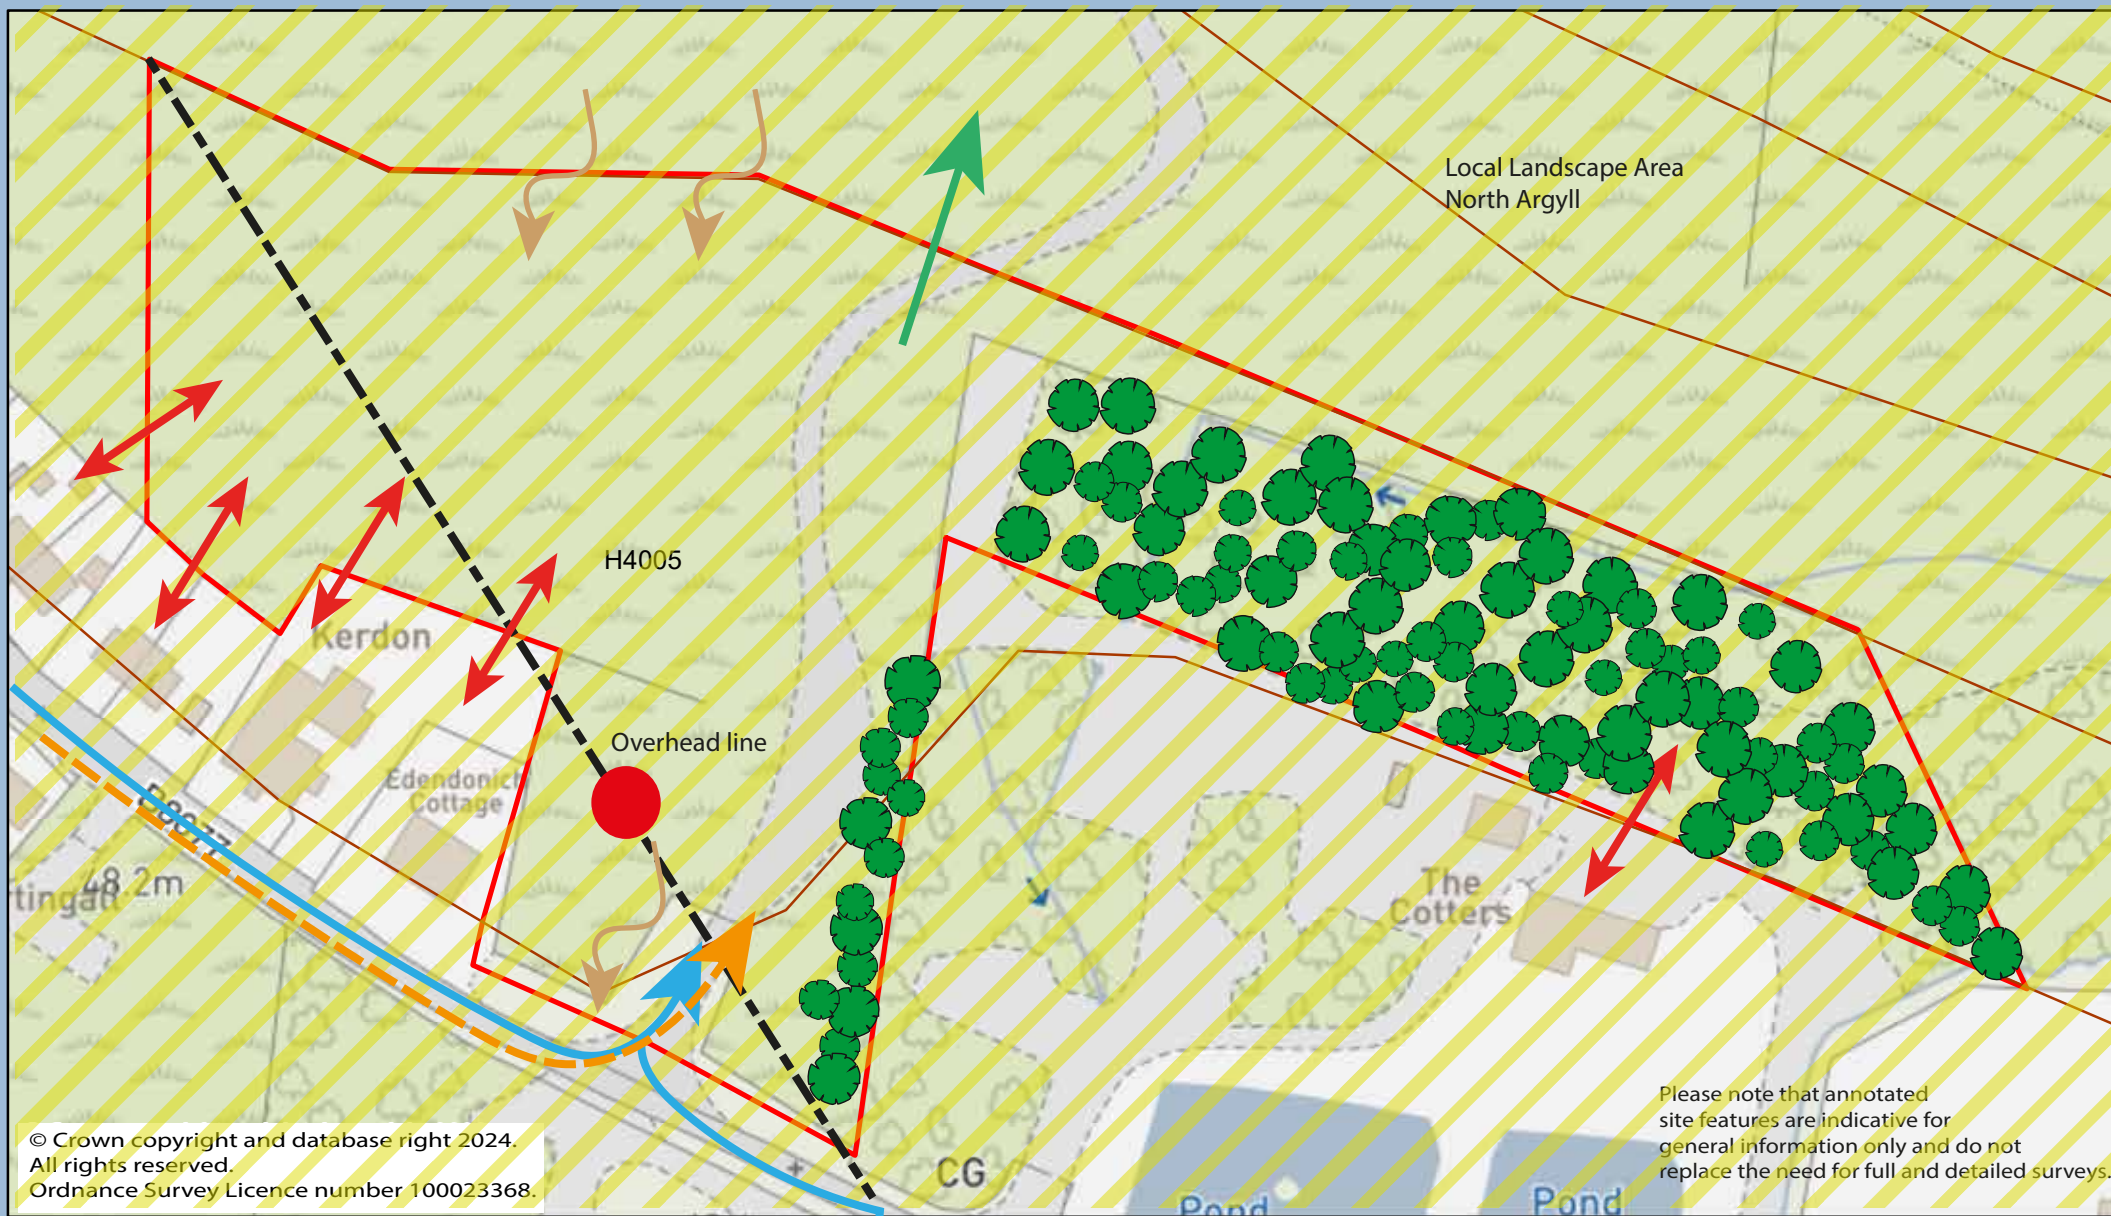 Local Landscape Area
North Argyll
H4005
Kerdon
Overhead line
Edendonich
Cottage
B8077
48.2m
The
Cotters
CG
Pond
Pond
Please note that annotated
site features are indicative for
general information only and do not
replace the need for full and detailed surveys.
© Crown copyright and database right 2024.
All rights reserved.
Ordnance Survey Licence number 100023368.